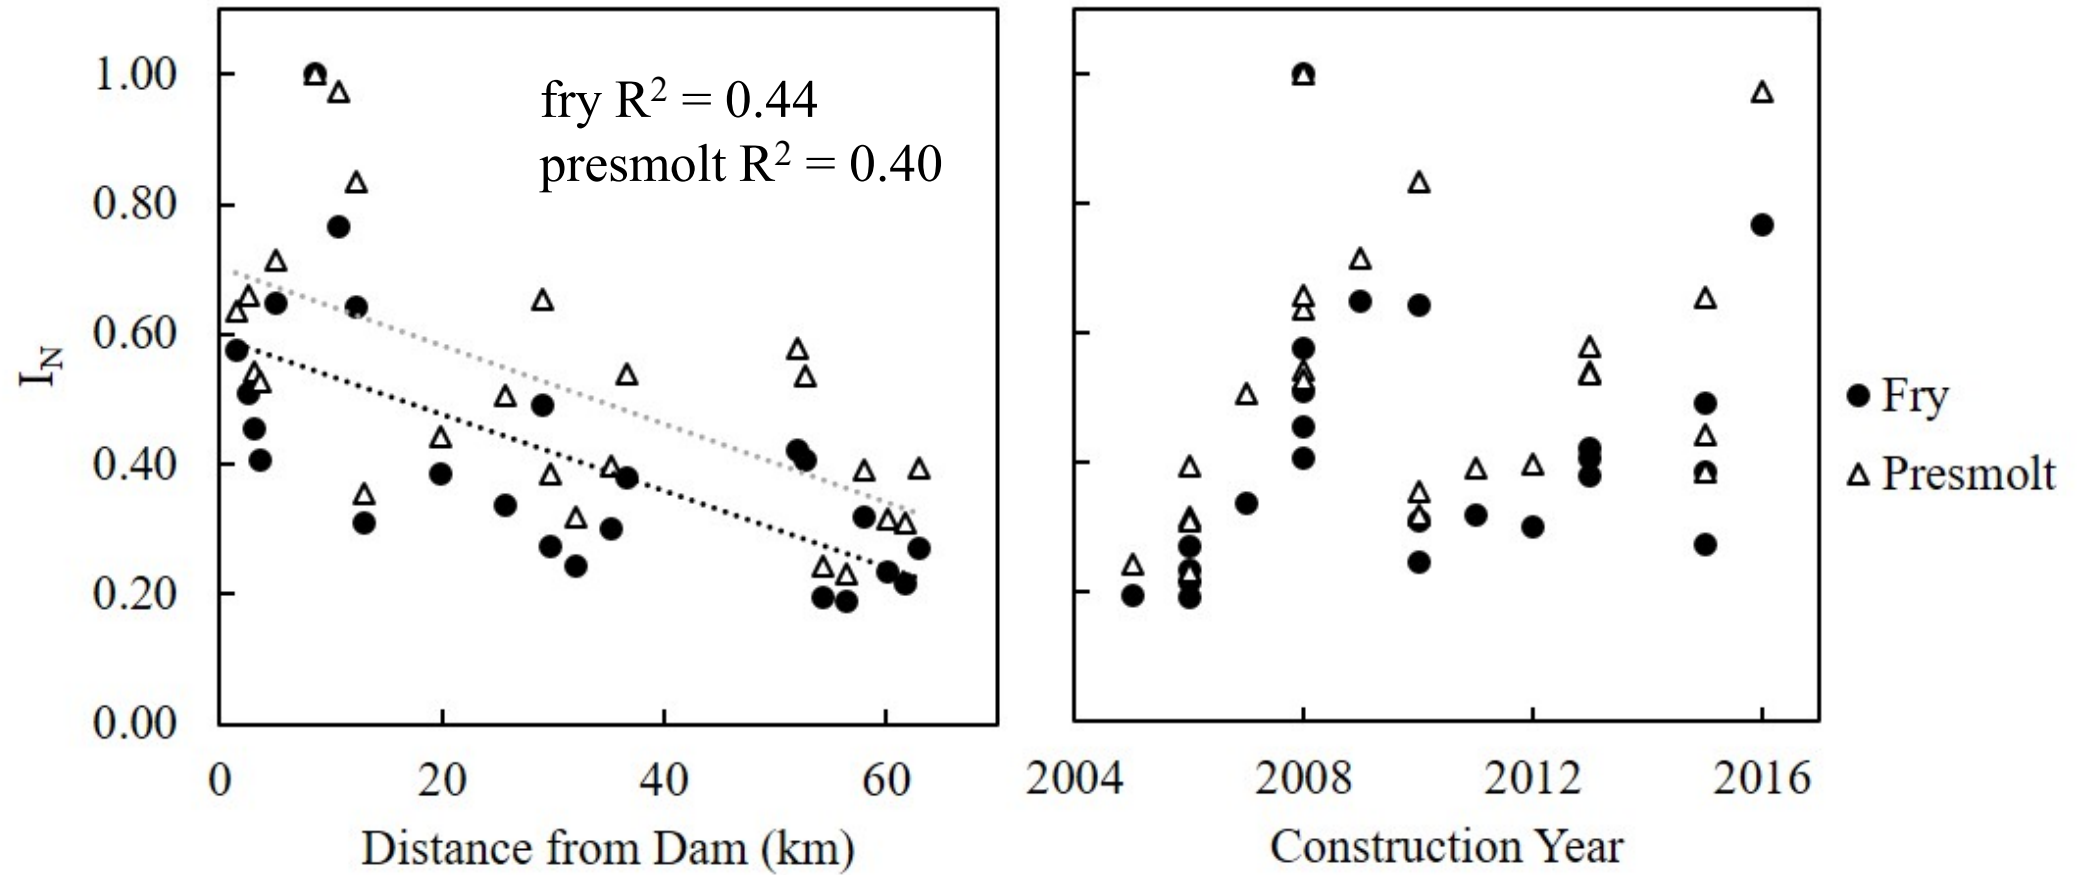 1.00
0.80
0.60
0.40
0.20
0.00
I_N
fry R² = 0.44
presmolt R² = 0.40
0 20 40 60
Distance from Dam (km)
2004 2008 2012 2016
Construction Year
Fry
Presmolt